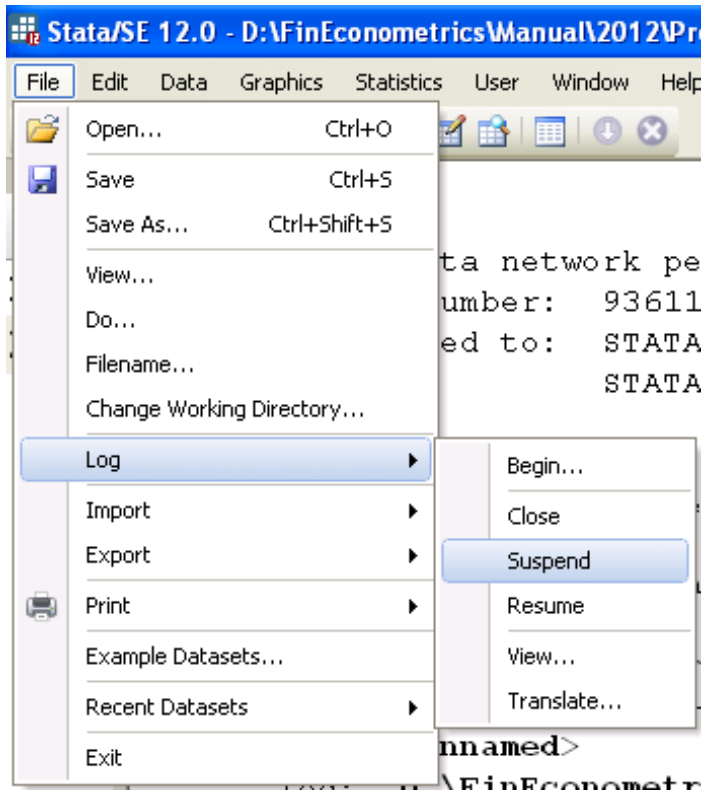 Stata/SE 12.0 - D:\FinEconometrics\Manual\2012\Pr
File Edit Data Graphics Statistics User Window Help
Open... Ctrl+O
Save Ctrl+S
Save As... Ctrl+Shift+S
View...
Do...
Filename...
Change Working Directory...
Log
Import
Export
Print
Example Datasets...
Recent Datasets
Exit
Begin...
Close
Suspend
Resume
View...
Translate...
ta network pe
umber: 93611
ed to: STATA
STATA
nnamed>
\FinEconometr